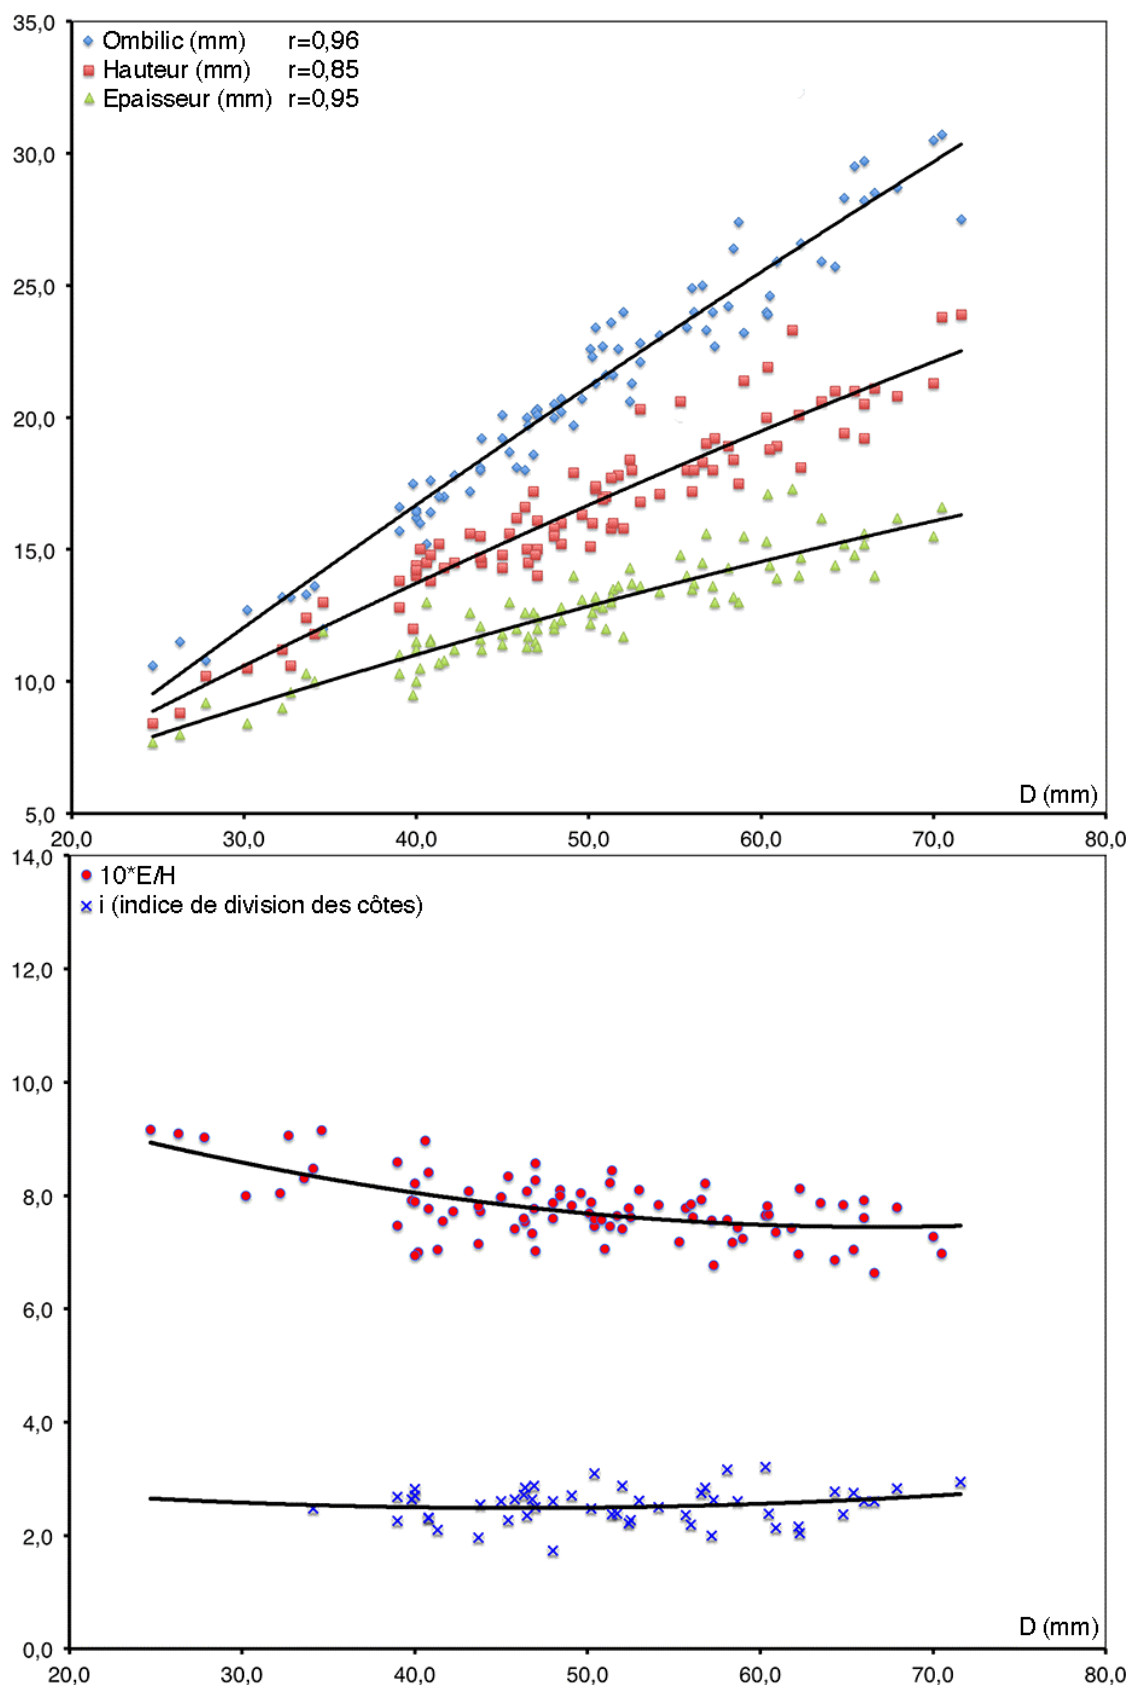 35,0
Ombilic (mm) r=0,96
Hauteur (mm) r=0,85
Epaisseur (mm) r=0,95
30,0
25,0
20,0
15,0
10,0
5,0
D (mm)
20,0 30,0 40,0 50,0 60,0 70,0 80,0
14,0
10*E/H
i (indice de division des côtes)
12,0
10,0
8,0
6,0
4,0
2,0
0,0
D (mm)
20,0 30,0 40,0 50,0 60,0 70,0 80,0